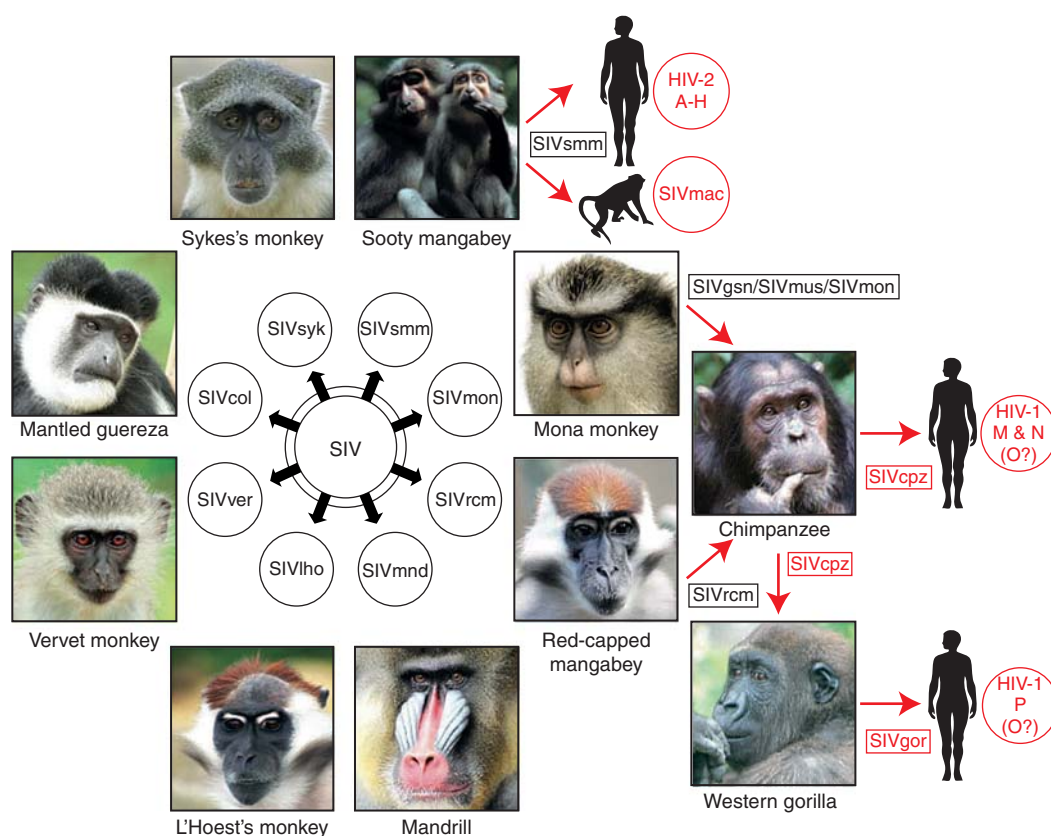 HIV-2
A-H
SIVsmm
SIVmac
Sykes's monkey
Sooty mangabey
SIVgsn/SIVmus/SIVmon
SIVsyk
SIVsmm
SIVcol
SIVmon
Mantled guereza
Mona monkey
SIV
HIV-1
M & N
(O?)
SIVcpz
SIVver
SIVrcm
Chimpanzee
SIVlho
SIVmnd
SIVcpz
SIVrcm
Vervet monkey
Red-capped
mangabey
HIV-1
P
(O?)
SIVgor
Western gorilla
L'Hoest's monkey
Mandrill